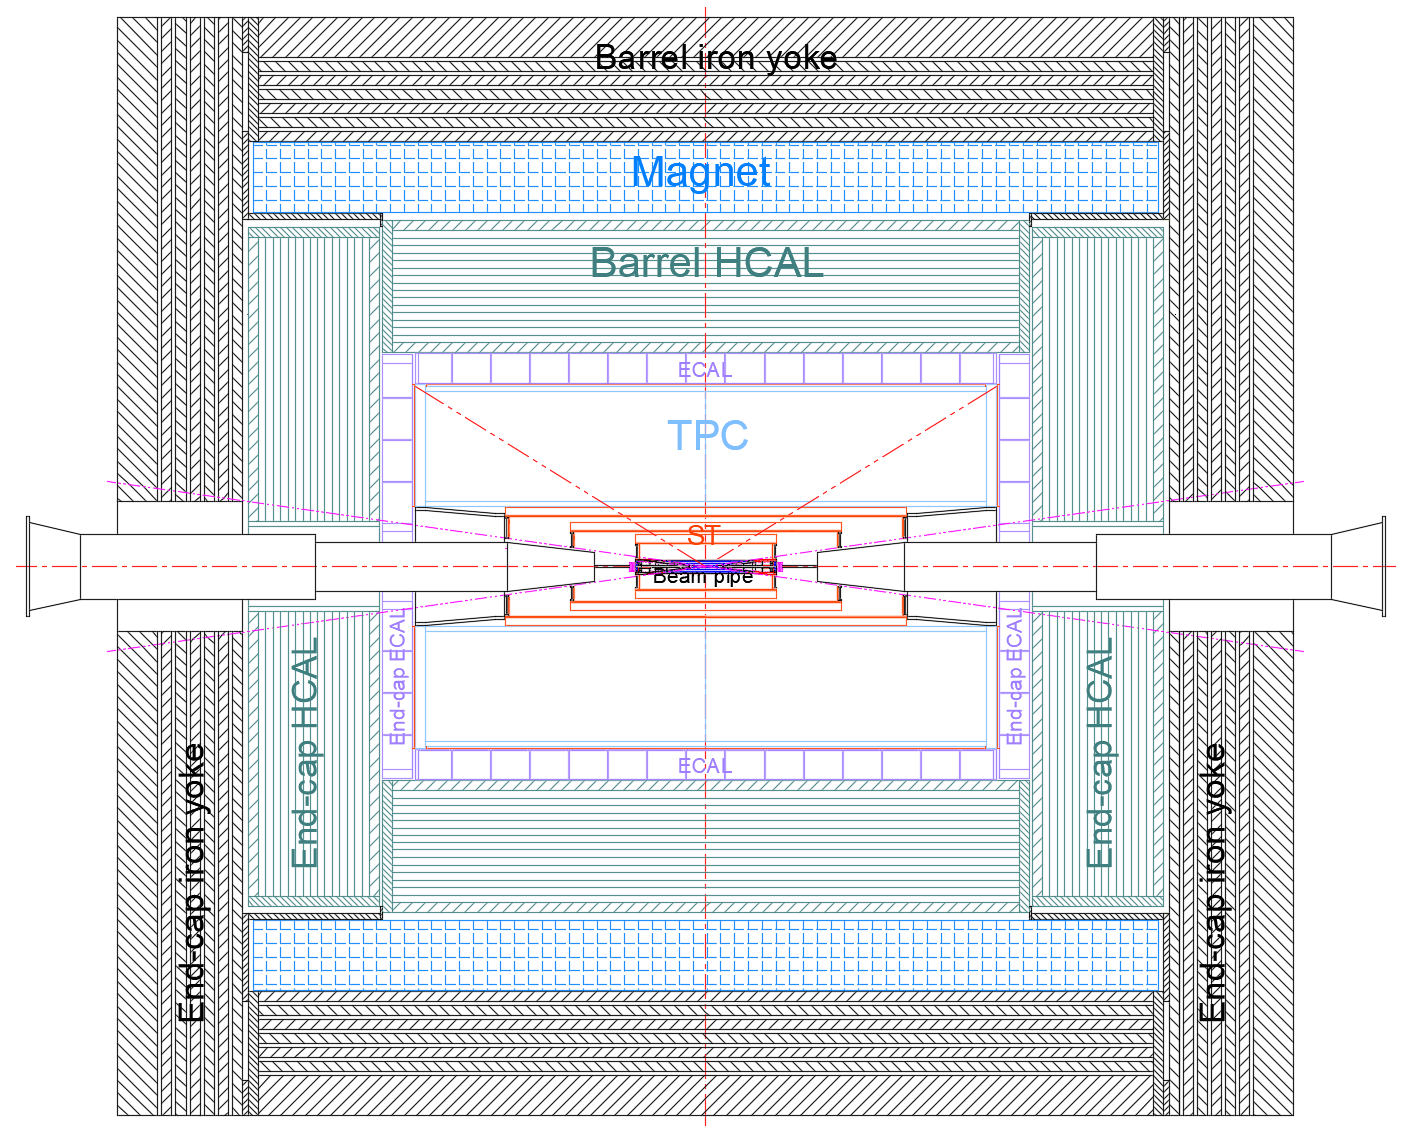 Barrel iron yoke
Magnet
Barrel HCAL
ECAL
TPC
ST
Beam pipe
End-cap ECAL
End-cap ECAL
End-cap HCAL
End-cap HCAL
End-cap iron yoke
End-cap iron yoke
ECAL